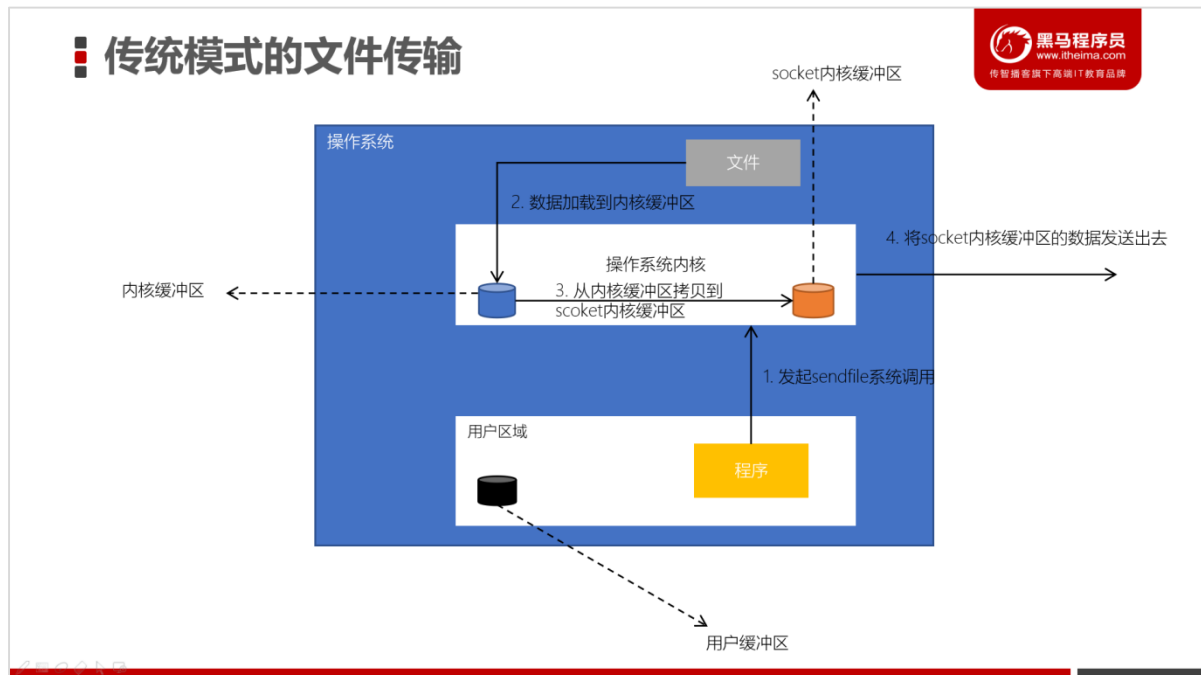 传统模式的文件传输
黑马程序员
www.itheima.com
传智播客旗下高端IT教育品牌
socket内核缓冲区
操作系统
文件
2. 数据加载到内核缓冲区
4. 将socket内核缓冲区的数据发送出去
操作系统内核
内核缓冲区
3. 从内核缓冲区拷贝到
scoket内核缓冲区
1. 发起sendfile系统调用
用户区域
程序
用户缓冲区